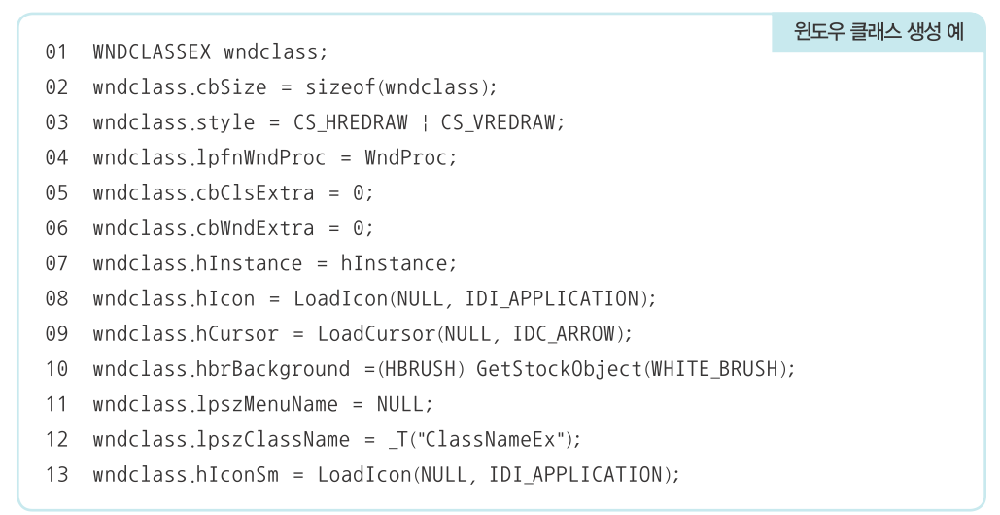 윈도우 클래스 생성 예
01 WNDCLASSEX wndclass;
02 wndclass.cbSize = sizeof(wndclass);
03 wndclass.style = CS_HREDRAW ¦ CS_VREDRAW;
04 wndclass.lpfnWndProc = WndProc;
05 wndclass.cbClsExtra = 0;
06 wndclass.cbWndExtra = 0;
07 wndclass.hInstance = hInstance;
08 wndclass.hIcon = LoadIcon(NULL, IDI_APPLICATION);
09 wndclass.hCursor = LoadCursor(NULL, IDC_ARROW);
10 wndclass.hbrBackground =(HBRUSH) GetStockObject(WHITE_BRUSH);
11 wndclass.lpszMenuName = NULL;
12 wndclass.lpszClassName = _T("ClassNameEx");
13 wndclass.hIconSm = LoadIcon(NULL, IDI_APPLICATION);